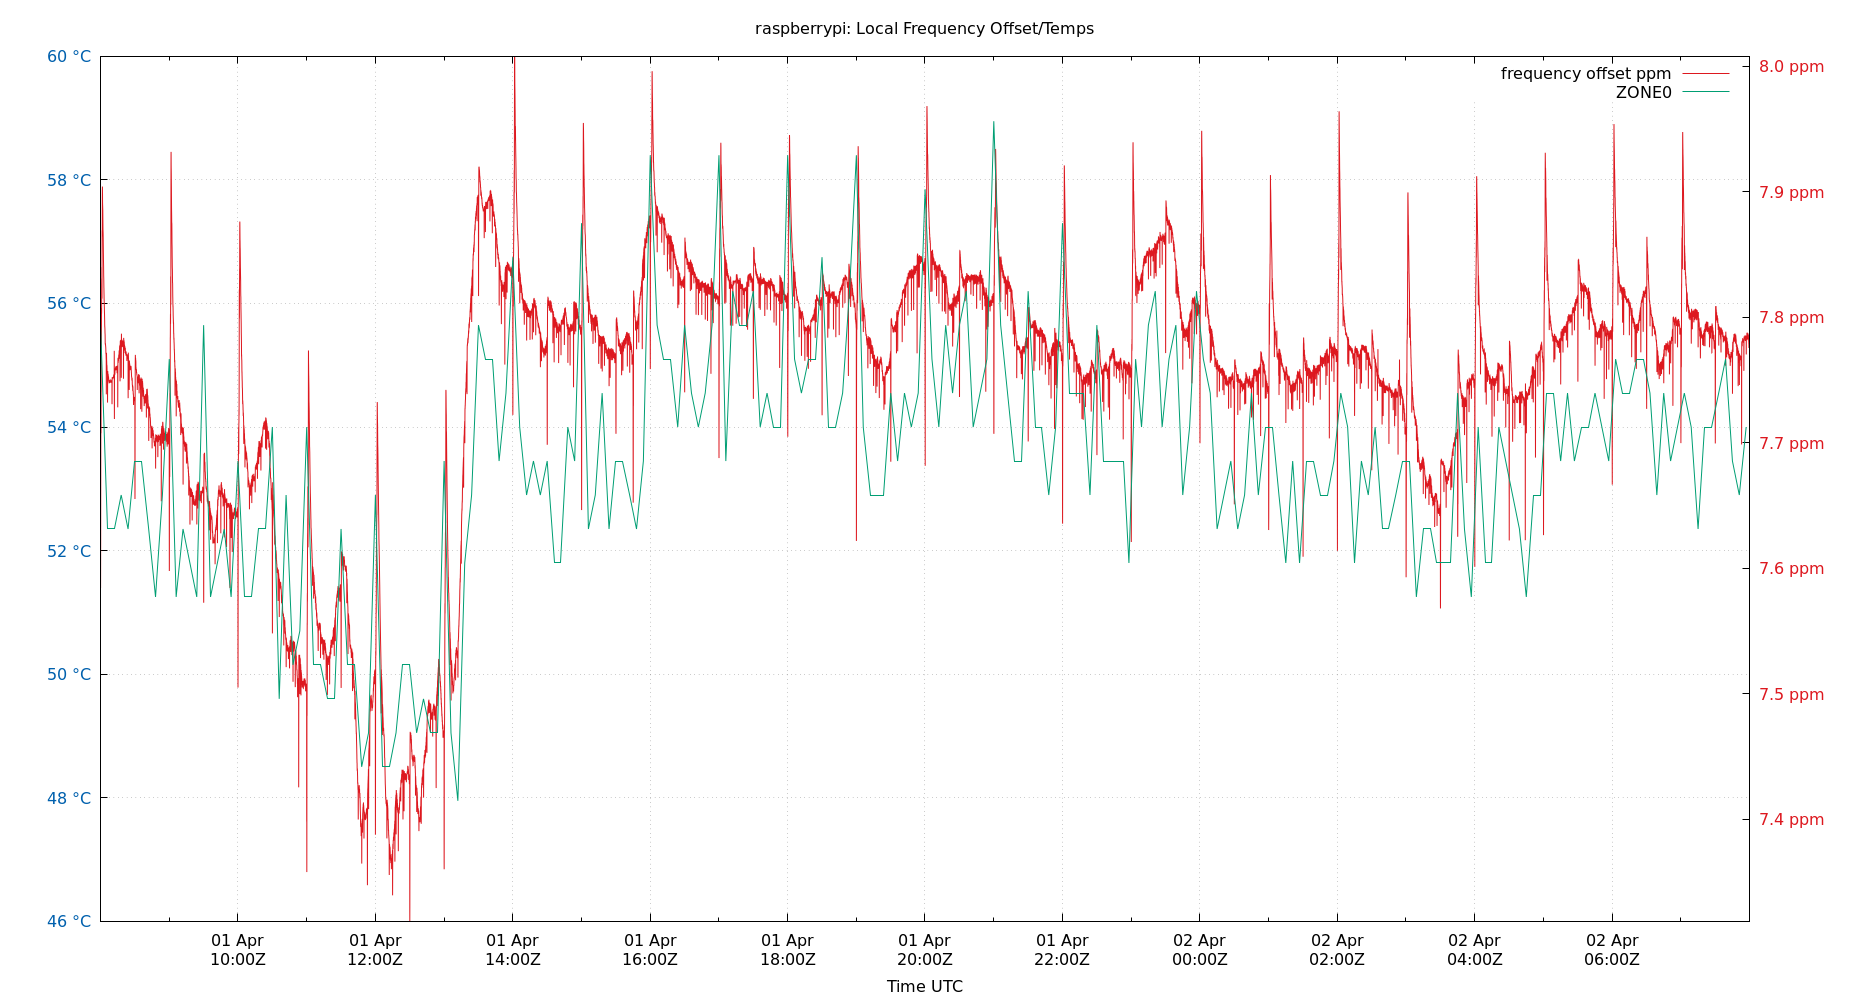 raspberrypi: Local Frequency Offset/Temps
60 °C
58 °C
56 °C
54 °C
52 °C
50 °C
48 °C
46 °C
frequency offset ppm
ZONE0
8.0 ppm
7.9 ppm
7.8 ppm
7.7 ppm
7.6 ppm
7.5 ppm
7.4 ppm
01 Apr
10:00Z
01 Apr
12:00Z
01 Apr
14:00Z
01 Apr
16:00Z
01 Apr
18:00Z
01 Apr
20:00Z
01 Apr
22:00Z
02 Apr
00:00Z
02 Apr
02:00Z
02 Apr
04:00Z
02 Apr
06:00Z
Time UTC